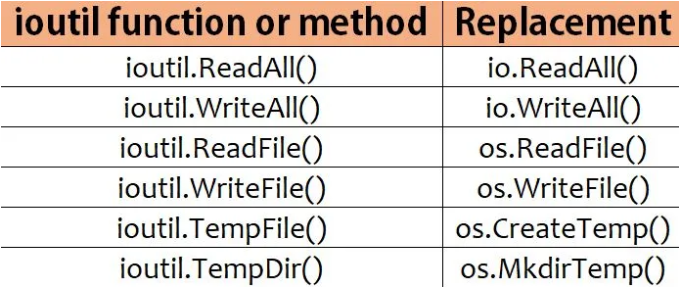 ioutil function or method Replacement
ioutil.ReadAll() io.ReadAll()
ioutil.WriteAll() io.WriteAll()
ioutil.ReadFile() os.ReadFile()
ioutil.WriteFile() os.WriteFile()
ioutil.TempFile() os.CreateTemp()
ioutil.TempDir() os.MkdirTemp()